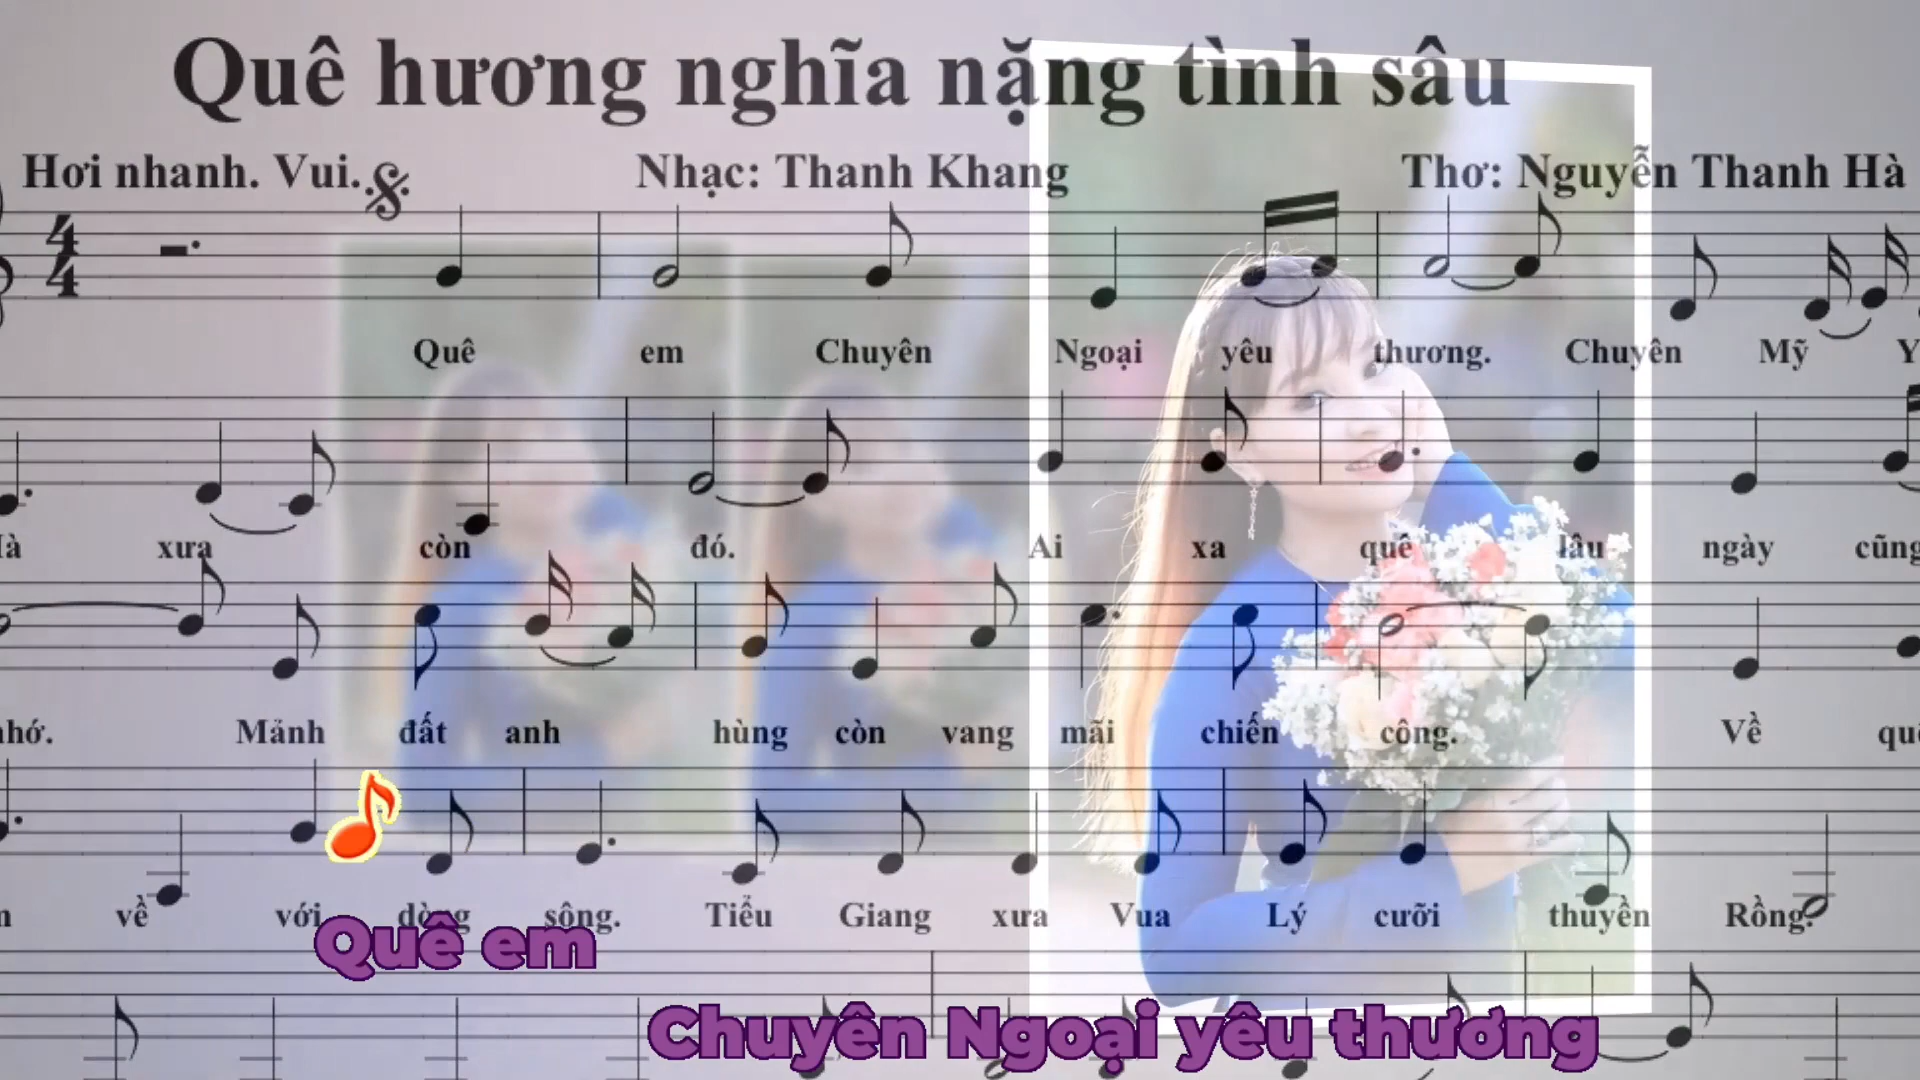 Quê hương nghĩa nặng tình sâu
Hơi nhanh. Vui. Nhạc: Thanh Khang Thơ: Nguyễn Thanh Hà
4
4
Quê em Chuyên Ngoại yêu thương. Chuyên Mỹ
xưa còn đó. Ai xa quê lâu ngày cũng
Mảnh đất anh hùng còn vang mãi chiến công. Về
về với dòng sông. Tiểu Giang xưa Vua Lý cưỡi thuyền Rồng.
Quê em
Chuyên Ngoại yêu thương